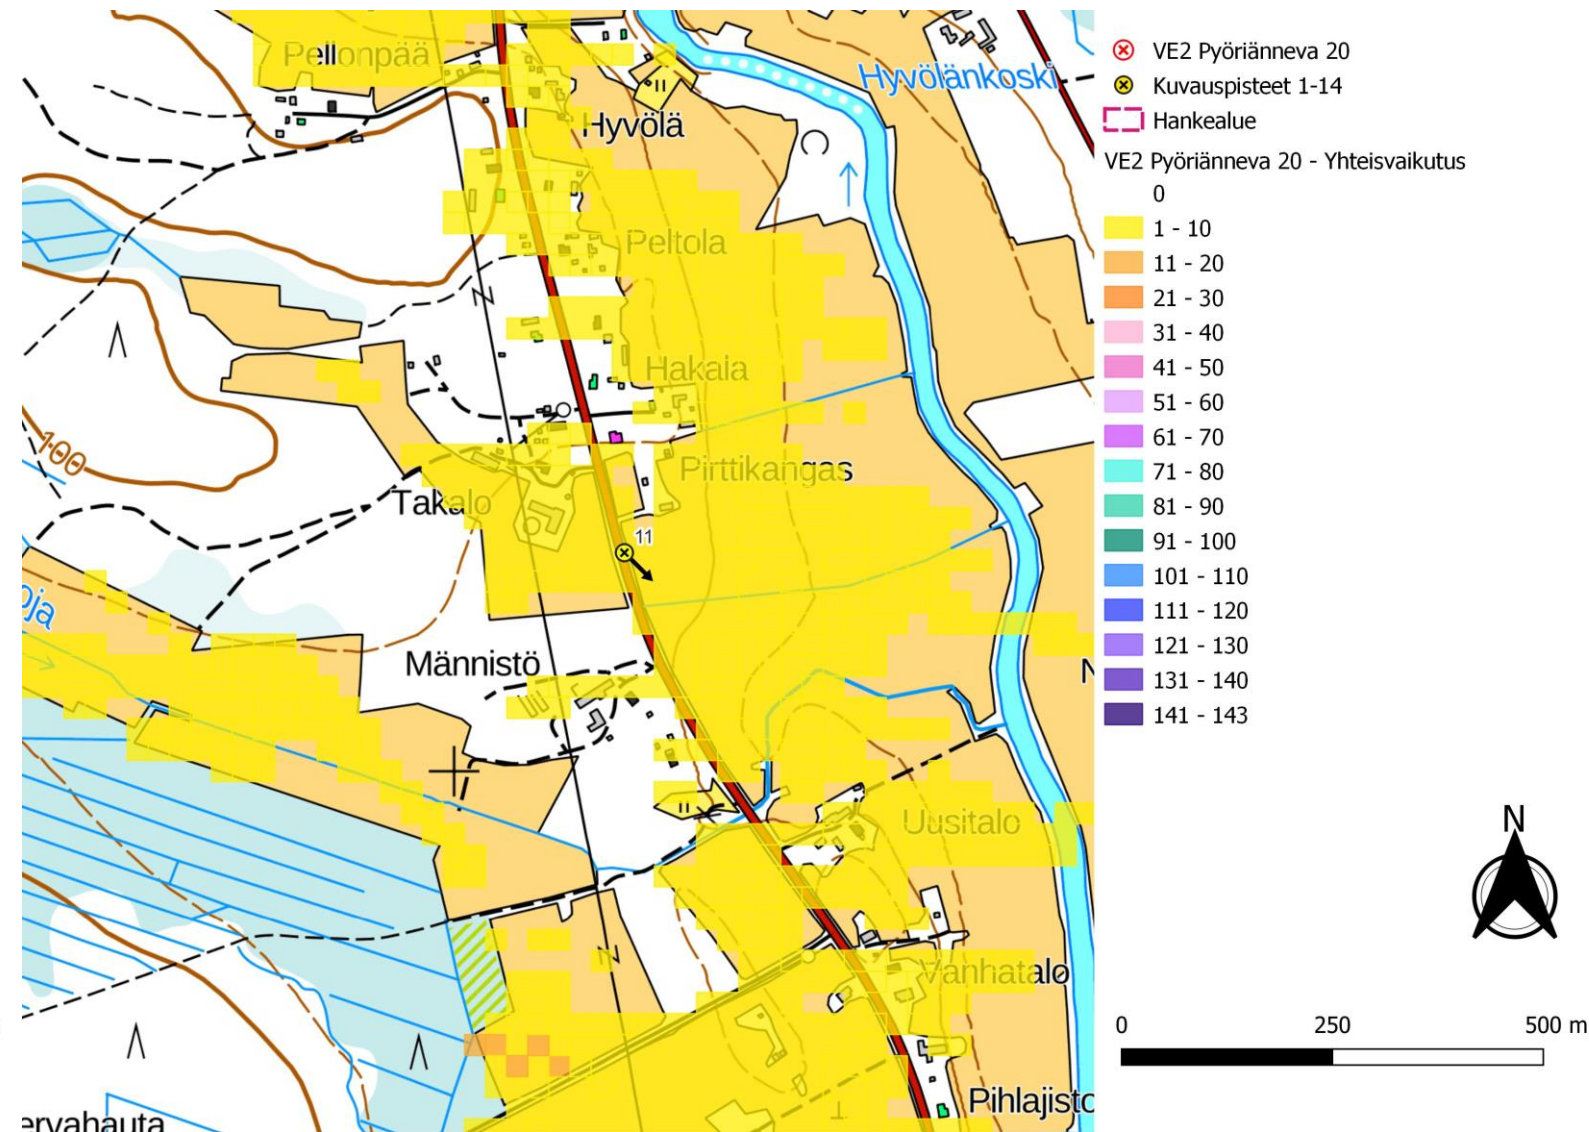 Pellonpää
Hyvölänkoski
Hyvölä
Peltola
Hakala
100
Pirttikangas
Takalo
11
oja
Männistö
N
Uusitalo
Vanhatalo
Pihlajisto
ervahauta
VE2 Pyöriänneva 20
Kuvauspisteet 1-14
Hankealue
VE2 Pyöriänneva 20 - Yhteisvaikutus
0
1 - 10
11 - 20
21 - 30
31 - 40
41 - 50
51 - 60
61 - 70
71 - 80
81 - 90
91 - 100
101 - 110
111 - 120
121 - 130
131 - 140
141 - 143
N
0 250 500 m